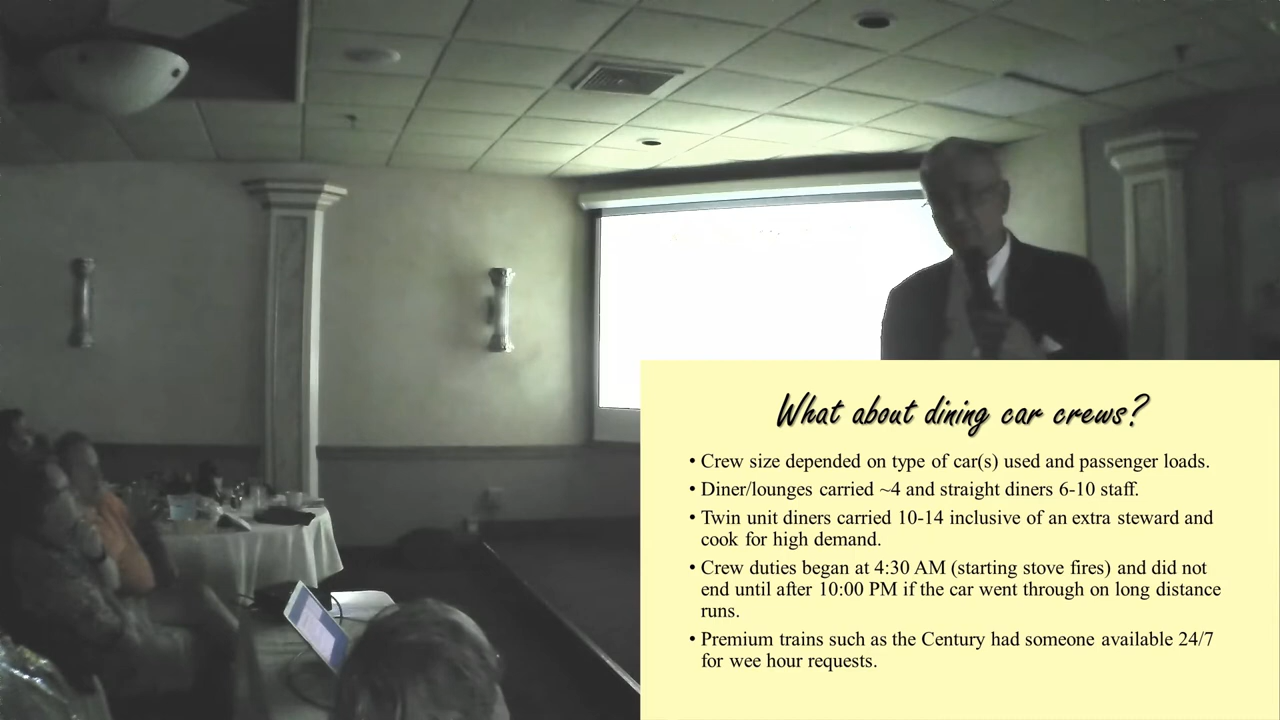 What about dining car crews?
• Crew size depended on type of car(s) used and passenger loads.
• Diner/lounges carried ~4 and straight diners 6-10 staff.
• Twin unit diners carried 10-14 inclusive of an extra steward and
cook for high demand.
• Crew duties began at 4:30 AM (starting stove fires) and did not
end until after 10:00 PM if the car went through on long distance
runs.
• Premium trains such as the Century had someone available 24/7
for wee hour requests.